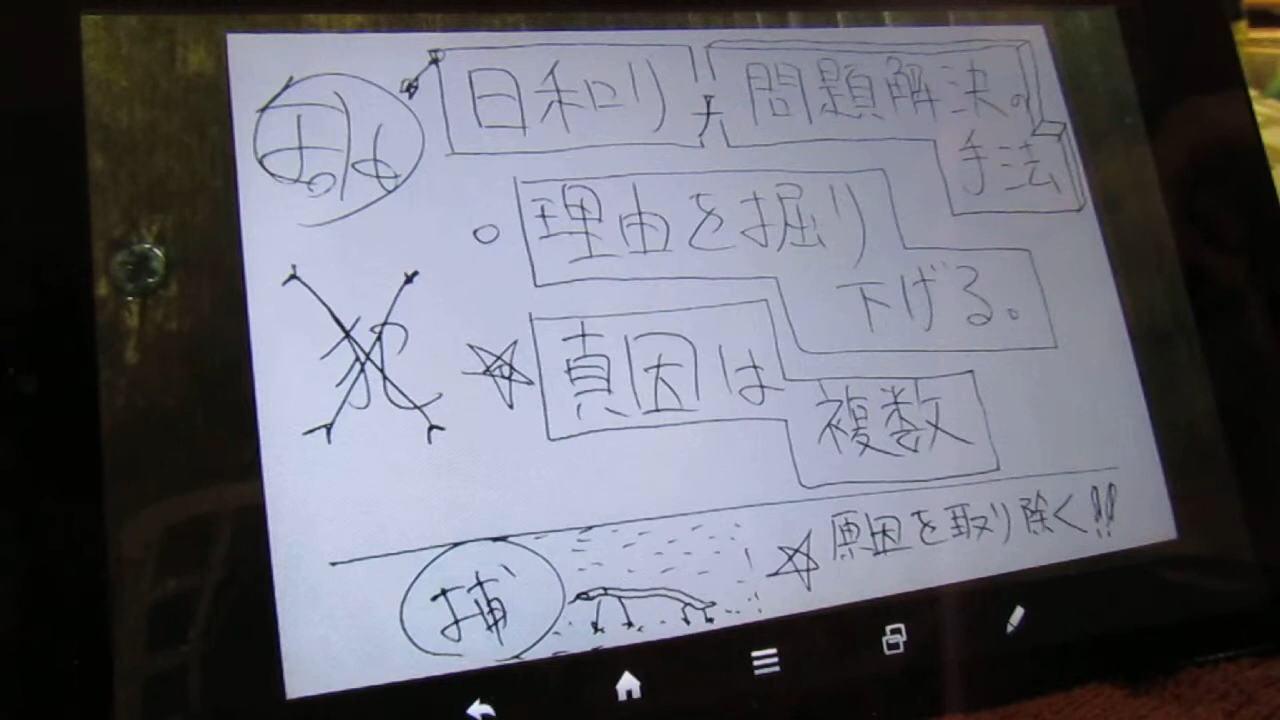 日和り 問題解決の
手法
理由を掘り
下げる。
真因は
複数
原因を取り除く!!
捕